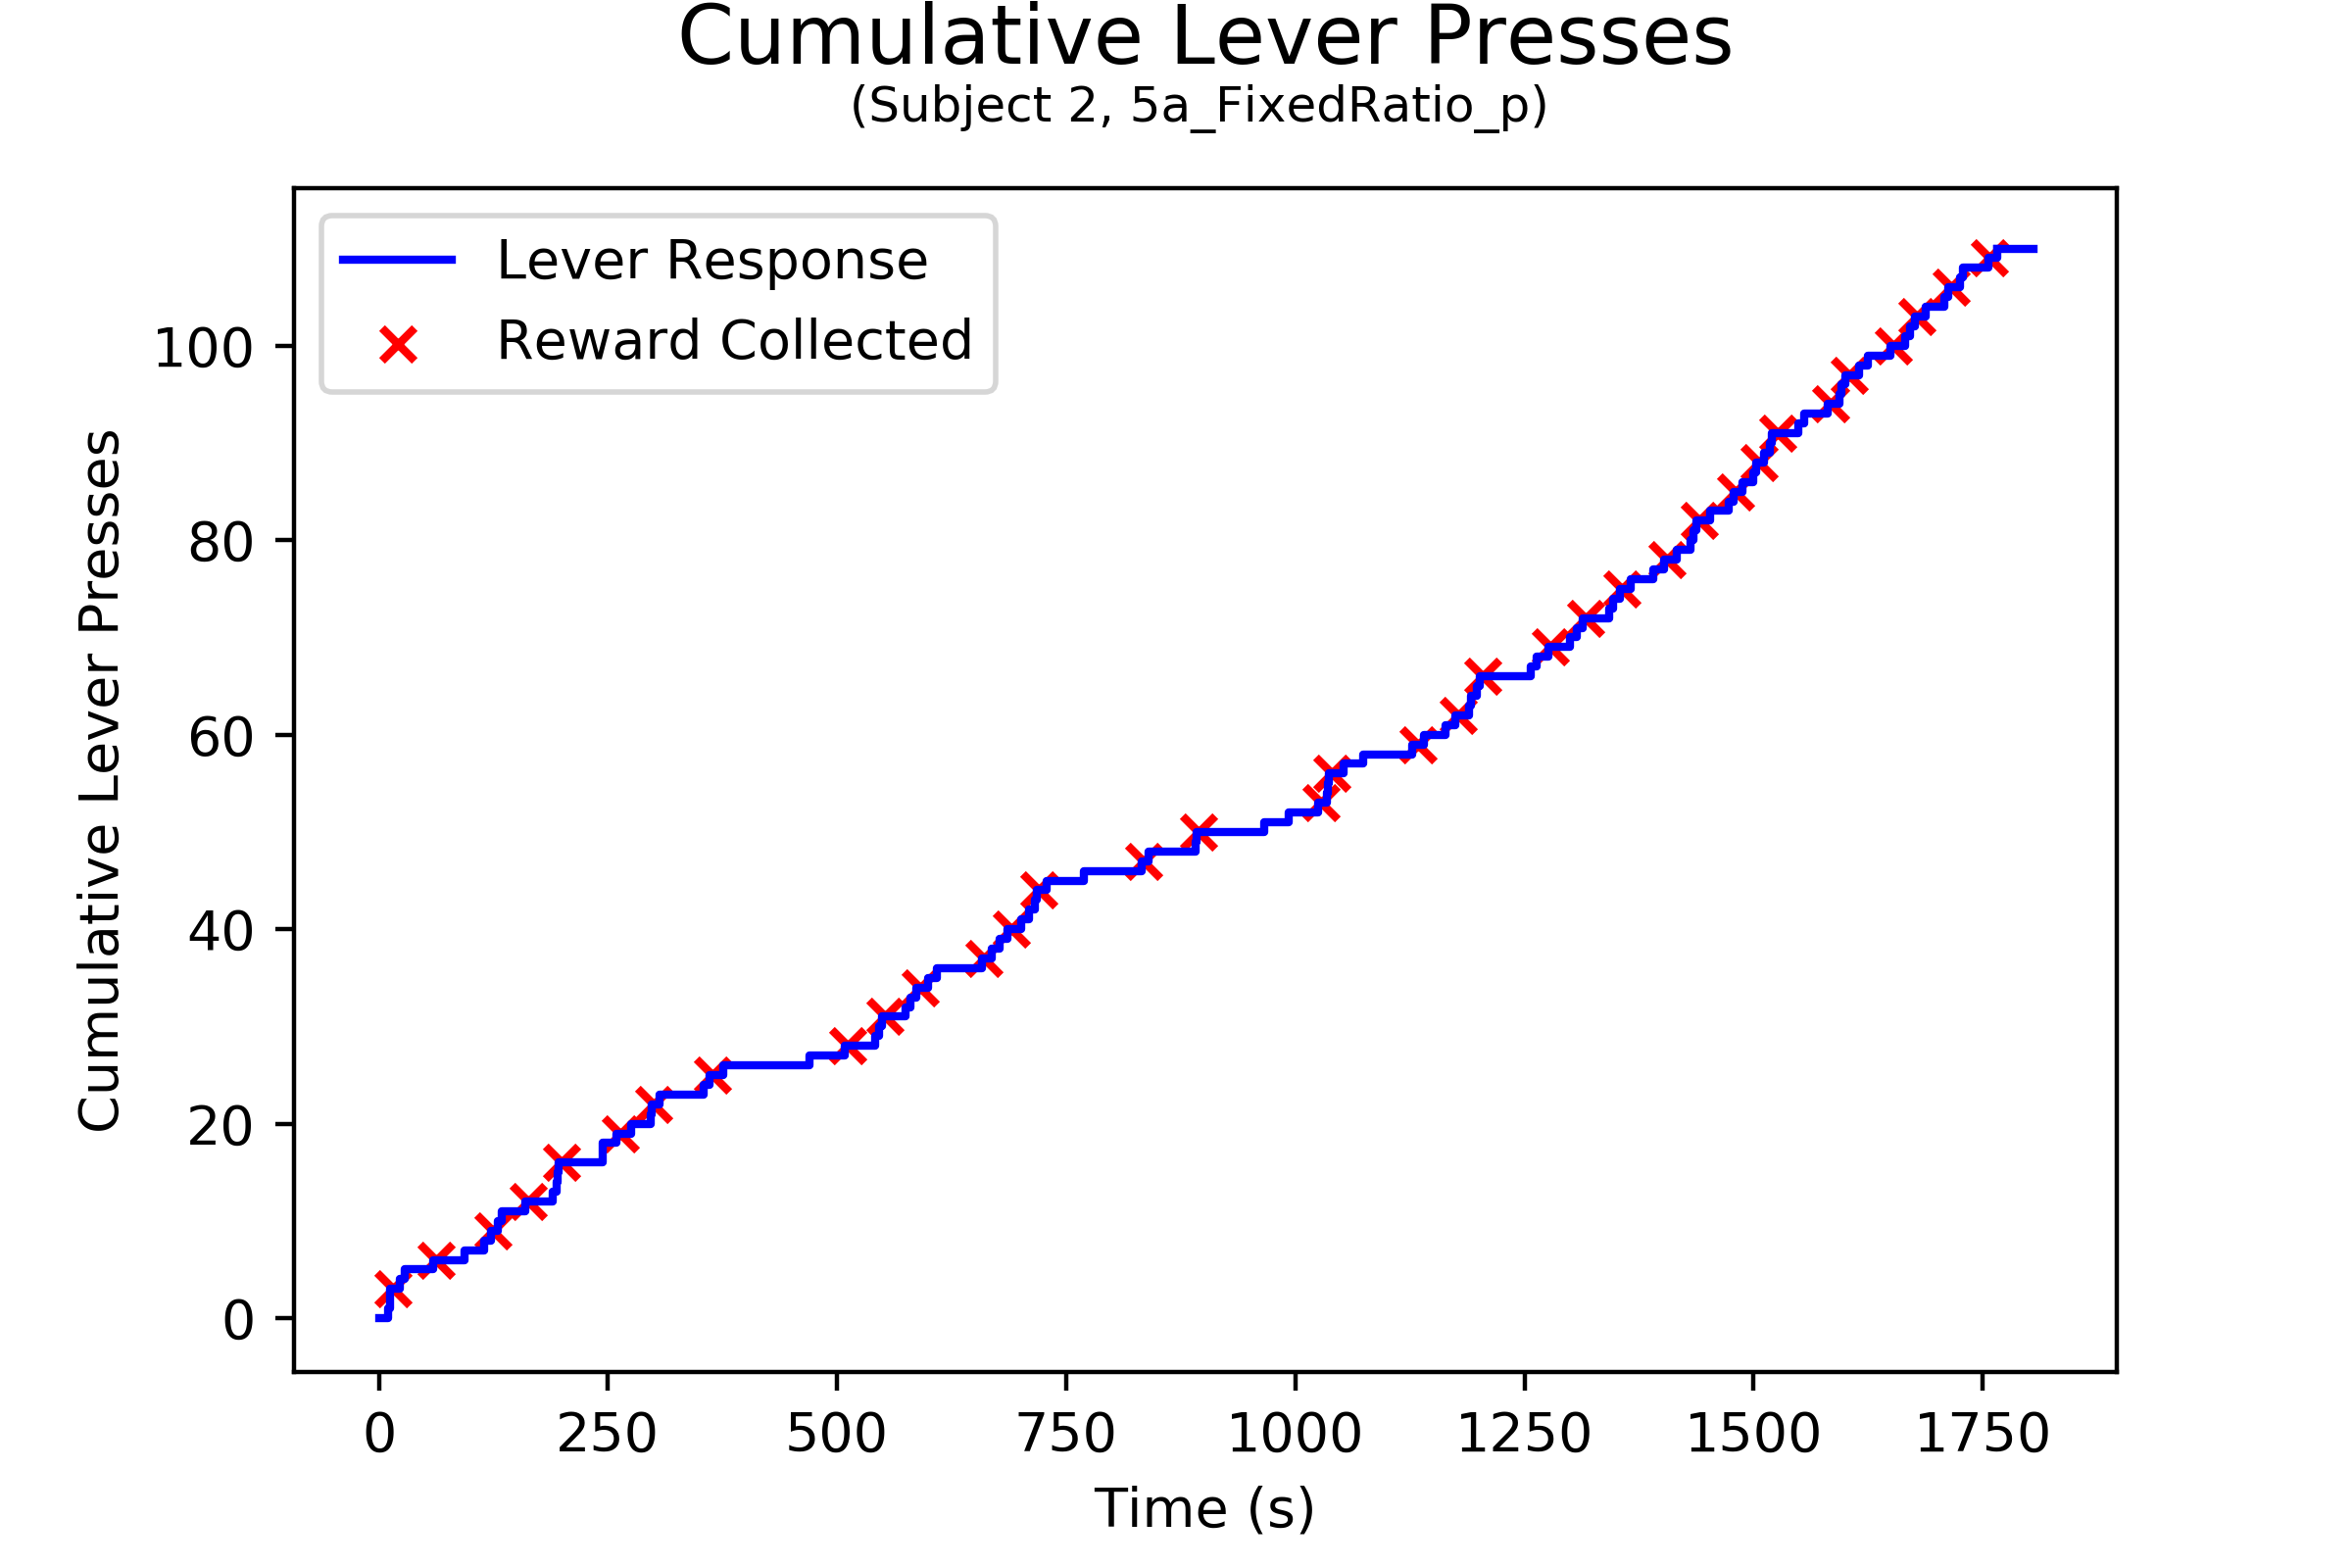 Cumulative Lever Presses
(Subject 2, 5a_FixedRatio_p)
Lever Response
Reward Collected
Cumulative Lever Presses
100
80
60
40
20
0
0 250 500 750 1000 1250 1500 1750
Time (s)